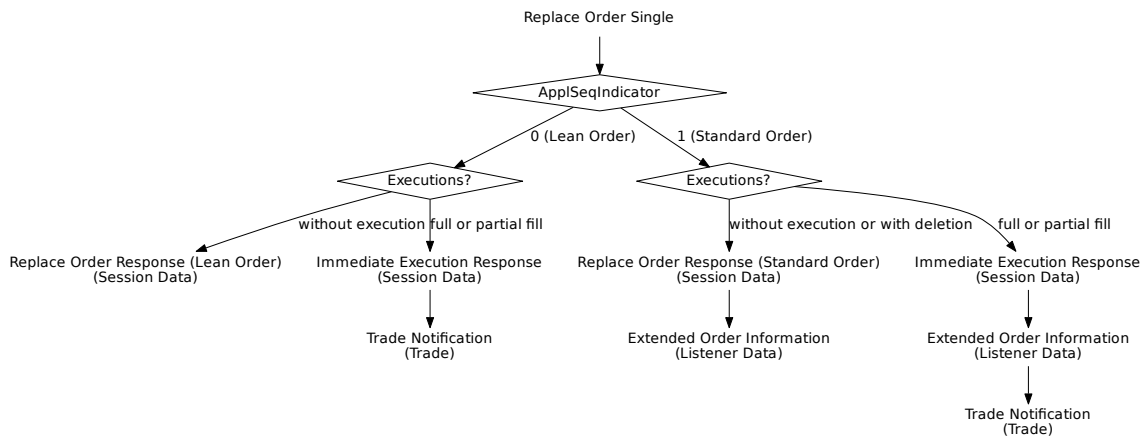 Replace Order Single
ApplSeqIndicator
0 (Lean Order)
1 (Standard Order)
Executions?
Executions?
without execution
full or partial fill
without execution or with deletion
full or partial fill
Replace Order Response (Lean Order)
(Session Data)
Immediate Execution Response
(Session Data)
Replace Order Response (Standard Order)
(Session Data)
Immediate Execution Response
(Session Data)
Trade Notification
(Trade)
Extended Order Information
(Listener Data)
Extended Order Information
(Listener Data)
Trade Notification
(Trade)